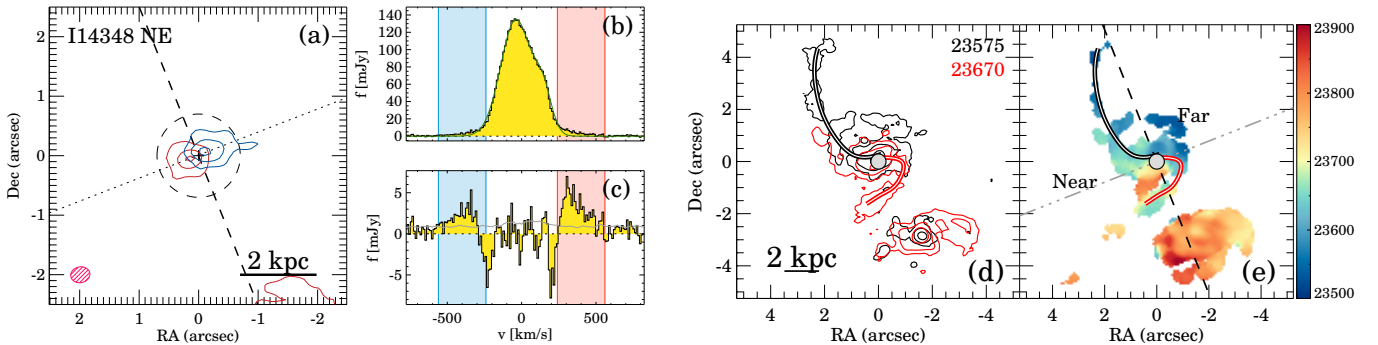 I14348 NE
(a)
2
1
0
-1
-2
Dec (arcsec)
2 kpc
2
1
0
-1
-2
RA (arcsec)
(b)
140
120
100
80
60
40
20
0
f [mJy]
(c)
5
0
-5
f [mJy]
-500
0
500
v [km/s]
23575
23670
4
2
0
-2
-4
Dec (arcsec)
2 kpc
(d)
4
2
0
-2
-4
RA (arcsec)
Far
Near
(e)
4
2
0
-2
-4
RA (arcsec)
23900
23800
23700
23600
23500